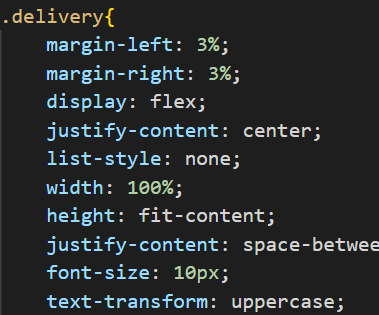 .delivery{
margin-left: 3%;
margin-right: 3%;
display: flex;
justify-content: center;
list-style: none;
width: 100%;
height: fit-content;
justify-content: space-betwee
font-size: 10px;
text-transform: uppercase;